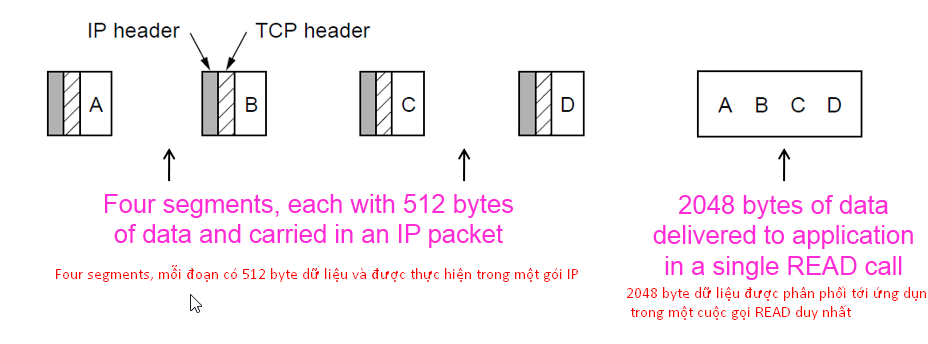 IP header TCP header
A B C D A B C D
Four segments, each with 512 bytes
of data and carried in an IP packet
Four segments, mỗi đoạn có 512 byte dữ liệu và được thực hiện trong một gói IP
2048 bytes of data
delivered to application
in a single READ call
2048 byte dữ liệu được phân phối tới ứng dụn
trong một cuộc gọi READ duy nhất